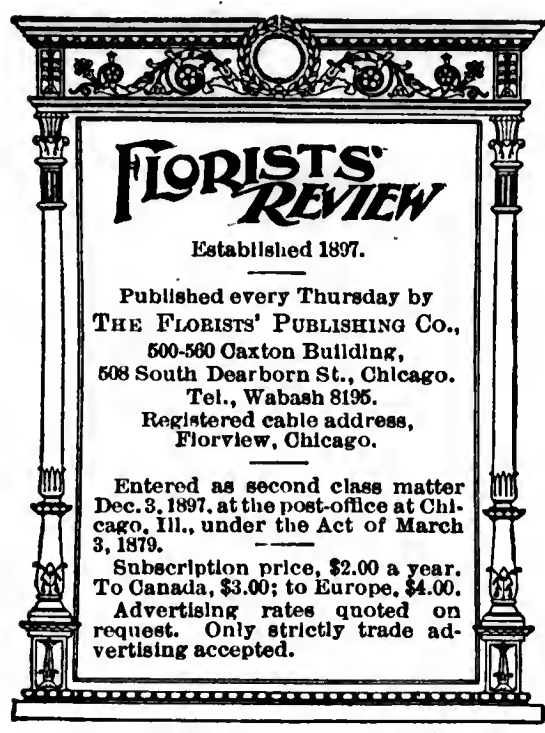 FLORISTS'
REVIEW
Established 1897.
Published every Thursday by
THE FLORISTS' PUBLISHING CO.,
500-560 Caxton Building,
508 South Dearborn St., Chicago.
Tel., Wabash 8195.
Registered cable address,
Florview, Chicago.
Entered as second class matter
Dec. 3, 1897, at the post-office at Chi-
cago, Ill., under the Act of March
3, 1879.
Subscription price, $2.00 a year.
To Canada, $3.00; to Europe, $4.00.
Advertising rates quoted on
request. Only strictly trade ad-
vertising accepted.